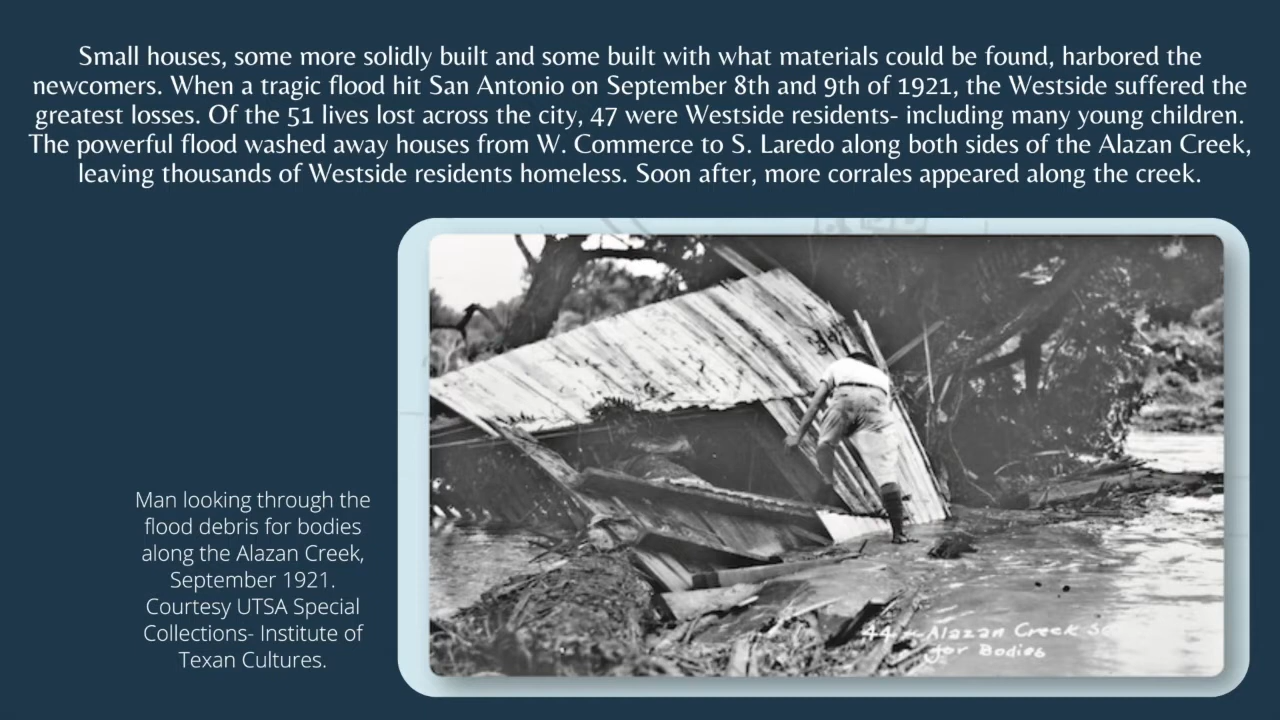 Small houses, some more solidly built and some built with what materials could be found, harbored the
newcomers. When a tragic flood hit San Antonio on September 8th and 9th of 1921, the Westside suffered the
greatest losses. Of the 51 lives lost across the city, 47 were Westside residents- including many young children.
The powerful flood washed away houses from W. Commerce to S. Laredo along both sides of the Alazan Creek,
leaving thousands of Westside residents homeless. Soon after, more corrales appeared along the creek.
Man looking through the
flood debris for bodies
along the Alazan Creek,
September 1921.
Courtesy UTSA Special
Collections- Institute of
Texan Cultures.
44 - Alazan Creek
for Bodies